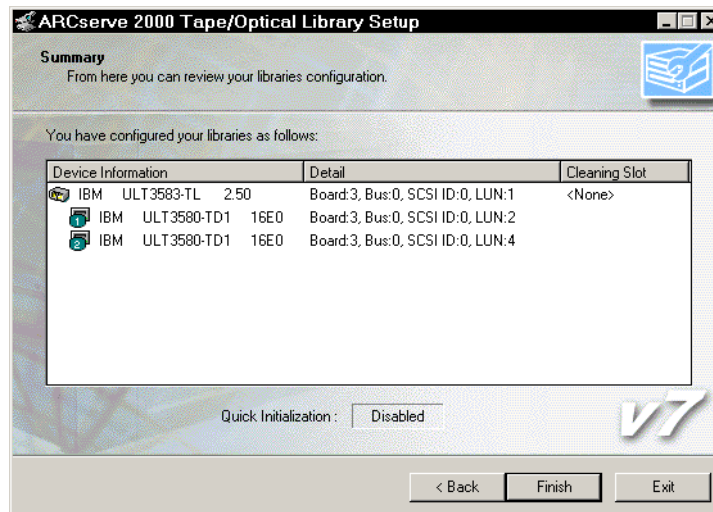 ARCserve 2000 Tape/Optical Library Setup
Summary
From here you can review your libraries configuration.
You have configured your libraries as follows:
Device Information Detail Cleaning Slot
IBM ULT3583-TL 2.50 Board:3, Bus:0, SCSI ID:0, LUN:1 <None>
1 IBM ULT3580-TD1 16E0 Board:3, Bus:0, SCSI ID:0, LUN:2
2 IBM ULT3580-TD1 16E0 Board:3, Bus:0, SCSI ID:0, LUN:4
Quick Initialization : Disabled
v7
< Back Finish Exit